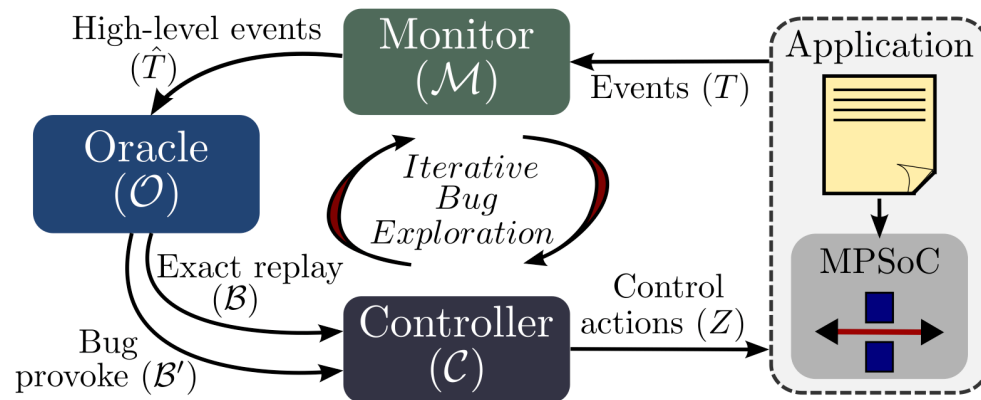 High-level events
(T̂)
Monitor
(ℳ)
Events (T)
Application
Oracle
(𝒪)
Iterative
Bug
Exploration
MPSoC
Exact replay
(ℬ)
Bug
provoke (ℬ′)
Controller
(𝒞)
Control
actions (Z)